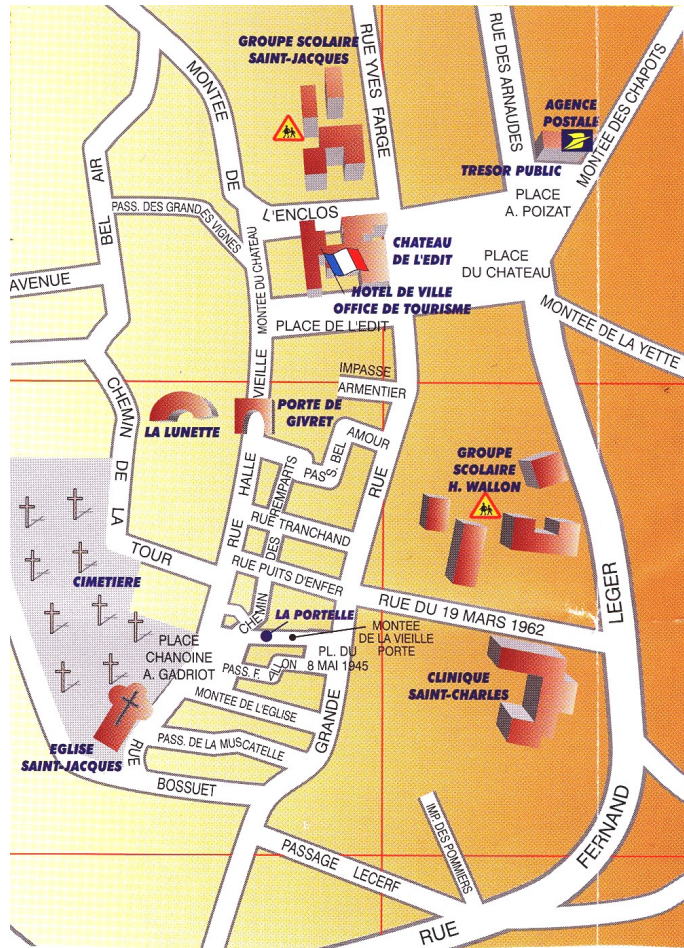 MONTÉE
DE
L'ENCLOS
GROUPE SCOLAIRE
SAINT-JACQUES
RUE YVES FARGE
RUE DES ARNAUDES
AGENCE
POSTALE
MONTÉE DES CHAPOTS
TRESOR PUBLIC
PLACE
A. POIZAT
AVENUE
BEL AIR
PASS. DES GRANDES VIGNES
MONTÉE DU CHATEAU
VIEILLE
CHATEAU
DE L'EDIT
PLACE
DU CHATEAU
HOTEL DE VILLE
OFFICE DE TOURISME
PLACE DE L'EDIT
MONTÉE DE LA YETTE
IMPASSE
ARMENTIER
CHEMIN DE LA
TOUR
LA LUNETTE
PORTE DE
GIVRET
PASS. BEL
AMOUR
RUE HALLE
CHEMIN DES REMPARTS
RUE TRANCHAND
RUE PUITS D'ENFER
GRANDE RUE
GROUPE
SCOLAIRE
H. WALLON
CIMETIERE
LA PORTELLE
RUE DU 19 MARS 1962
MONTEE
DE LA VIEILLE
PORTE
PLACE
CHANOINE
A. GADRIOT
PASS. F. VILLON
PL. DU
8 MAI 1945
MONTEE DE L'EGLISE
CLINIQUE
SAINT-CHARLES
EGLISE
SAINT-JACQUES
PASS. DE LA MUSCATELLE
RUE
BOSSUET
PASSAGE LECERF
IMP. DES POMMIERS
RUE FERNAND LEGER